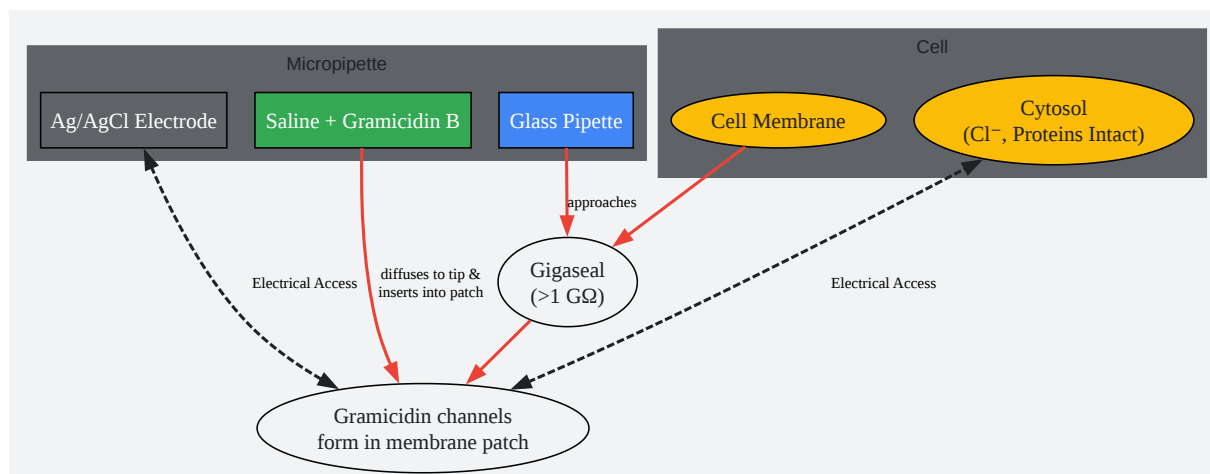 Micropipette
Cell
Ag/AgCl Electrode
Saline + Gramicidin B
Glass Pipette
Cell Membrane
Cytosol
(Cl⁻, Proteins Intact)
approaches
Electrical Access
diffuses to tip &
inserts into patch
Gigaseal
(>1 GΩ)
Electrical Access
Gramicidin channels
form in membrane patch